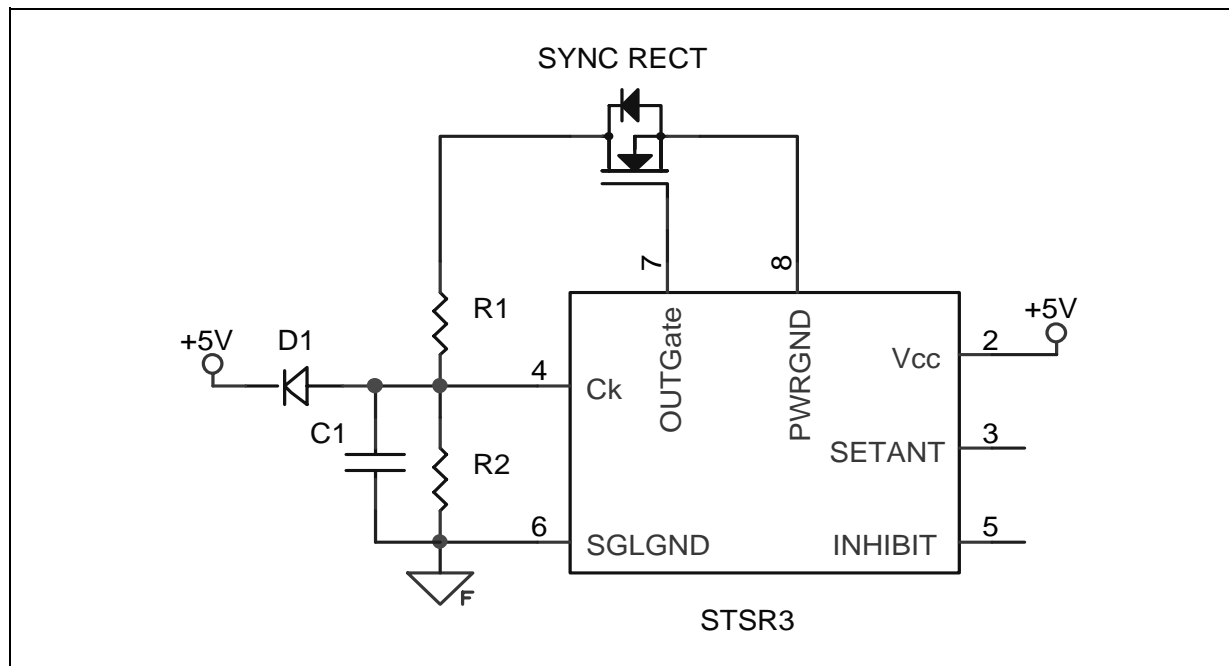 SYNC RECT
7
8
R1
+5V
D1
+5V
2
4
OUTGate
PWRGND
Vcc
Ck
C1
3
R2
SETANT
6
5
SGLGND
INHIBIT
F
STSR3